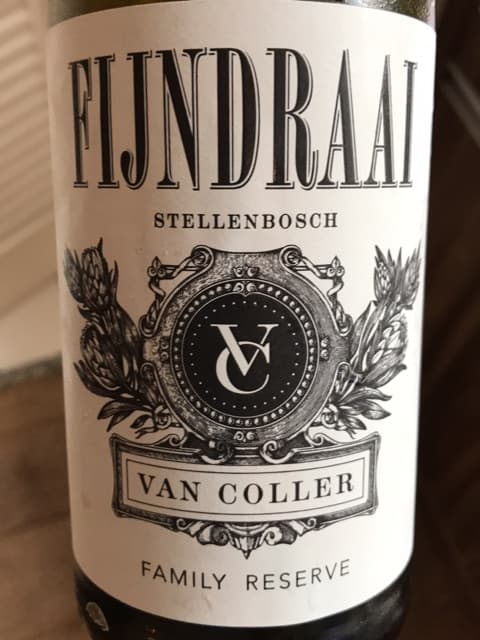 FIJNDRAAI
STELLENBOSCH
VC
VAN COLLER
FAMILY RESERVE